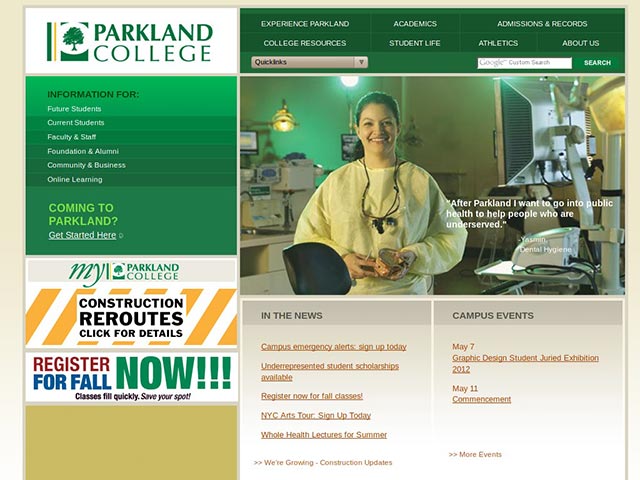 PARKLAND
COLLEGE
EXPERIENCE PARKLAND
ACADEMICS
ADMISSIONS & RECORDS
COLLEGE RESOURCES
STUDENT LIFE
ATHLETICS
ABOUT US
Quicklinks
Google™ Custom Search
SEARCH
INFORMATION FOR:
Future Students
Current Students
Faculty & Staff
Foundation & Alumni
Community & Business
Online Learning
COMING TO
PARKLAND?
Get Started Here
my PARKLAND
COLLEGE
CONSTRUCTION
REROUTES
CLICK FOR DETAILS
REGISTER
FOR FALL NOW!!!
Classes fill quickly. Save your spot!
"After Parkland I want to go into public
health to help people who are
underserved."
-Yasmin,
Dental Hygiene
IN THE NEWS
Campus emergency alerts: sign up today
Underrepresented student scholarships
available
Register now for fall classes!
NYC Arts Tour: Sign Up Today
Whole Health Lectures for Summer
>> We're Growing - Construction Updates
CAMPUS EVENTS
May 7
Graphic Design Student Juried Exhibition
2012
May 11
Commencement
>> More Events